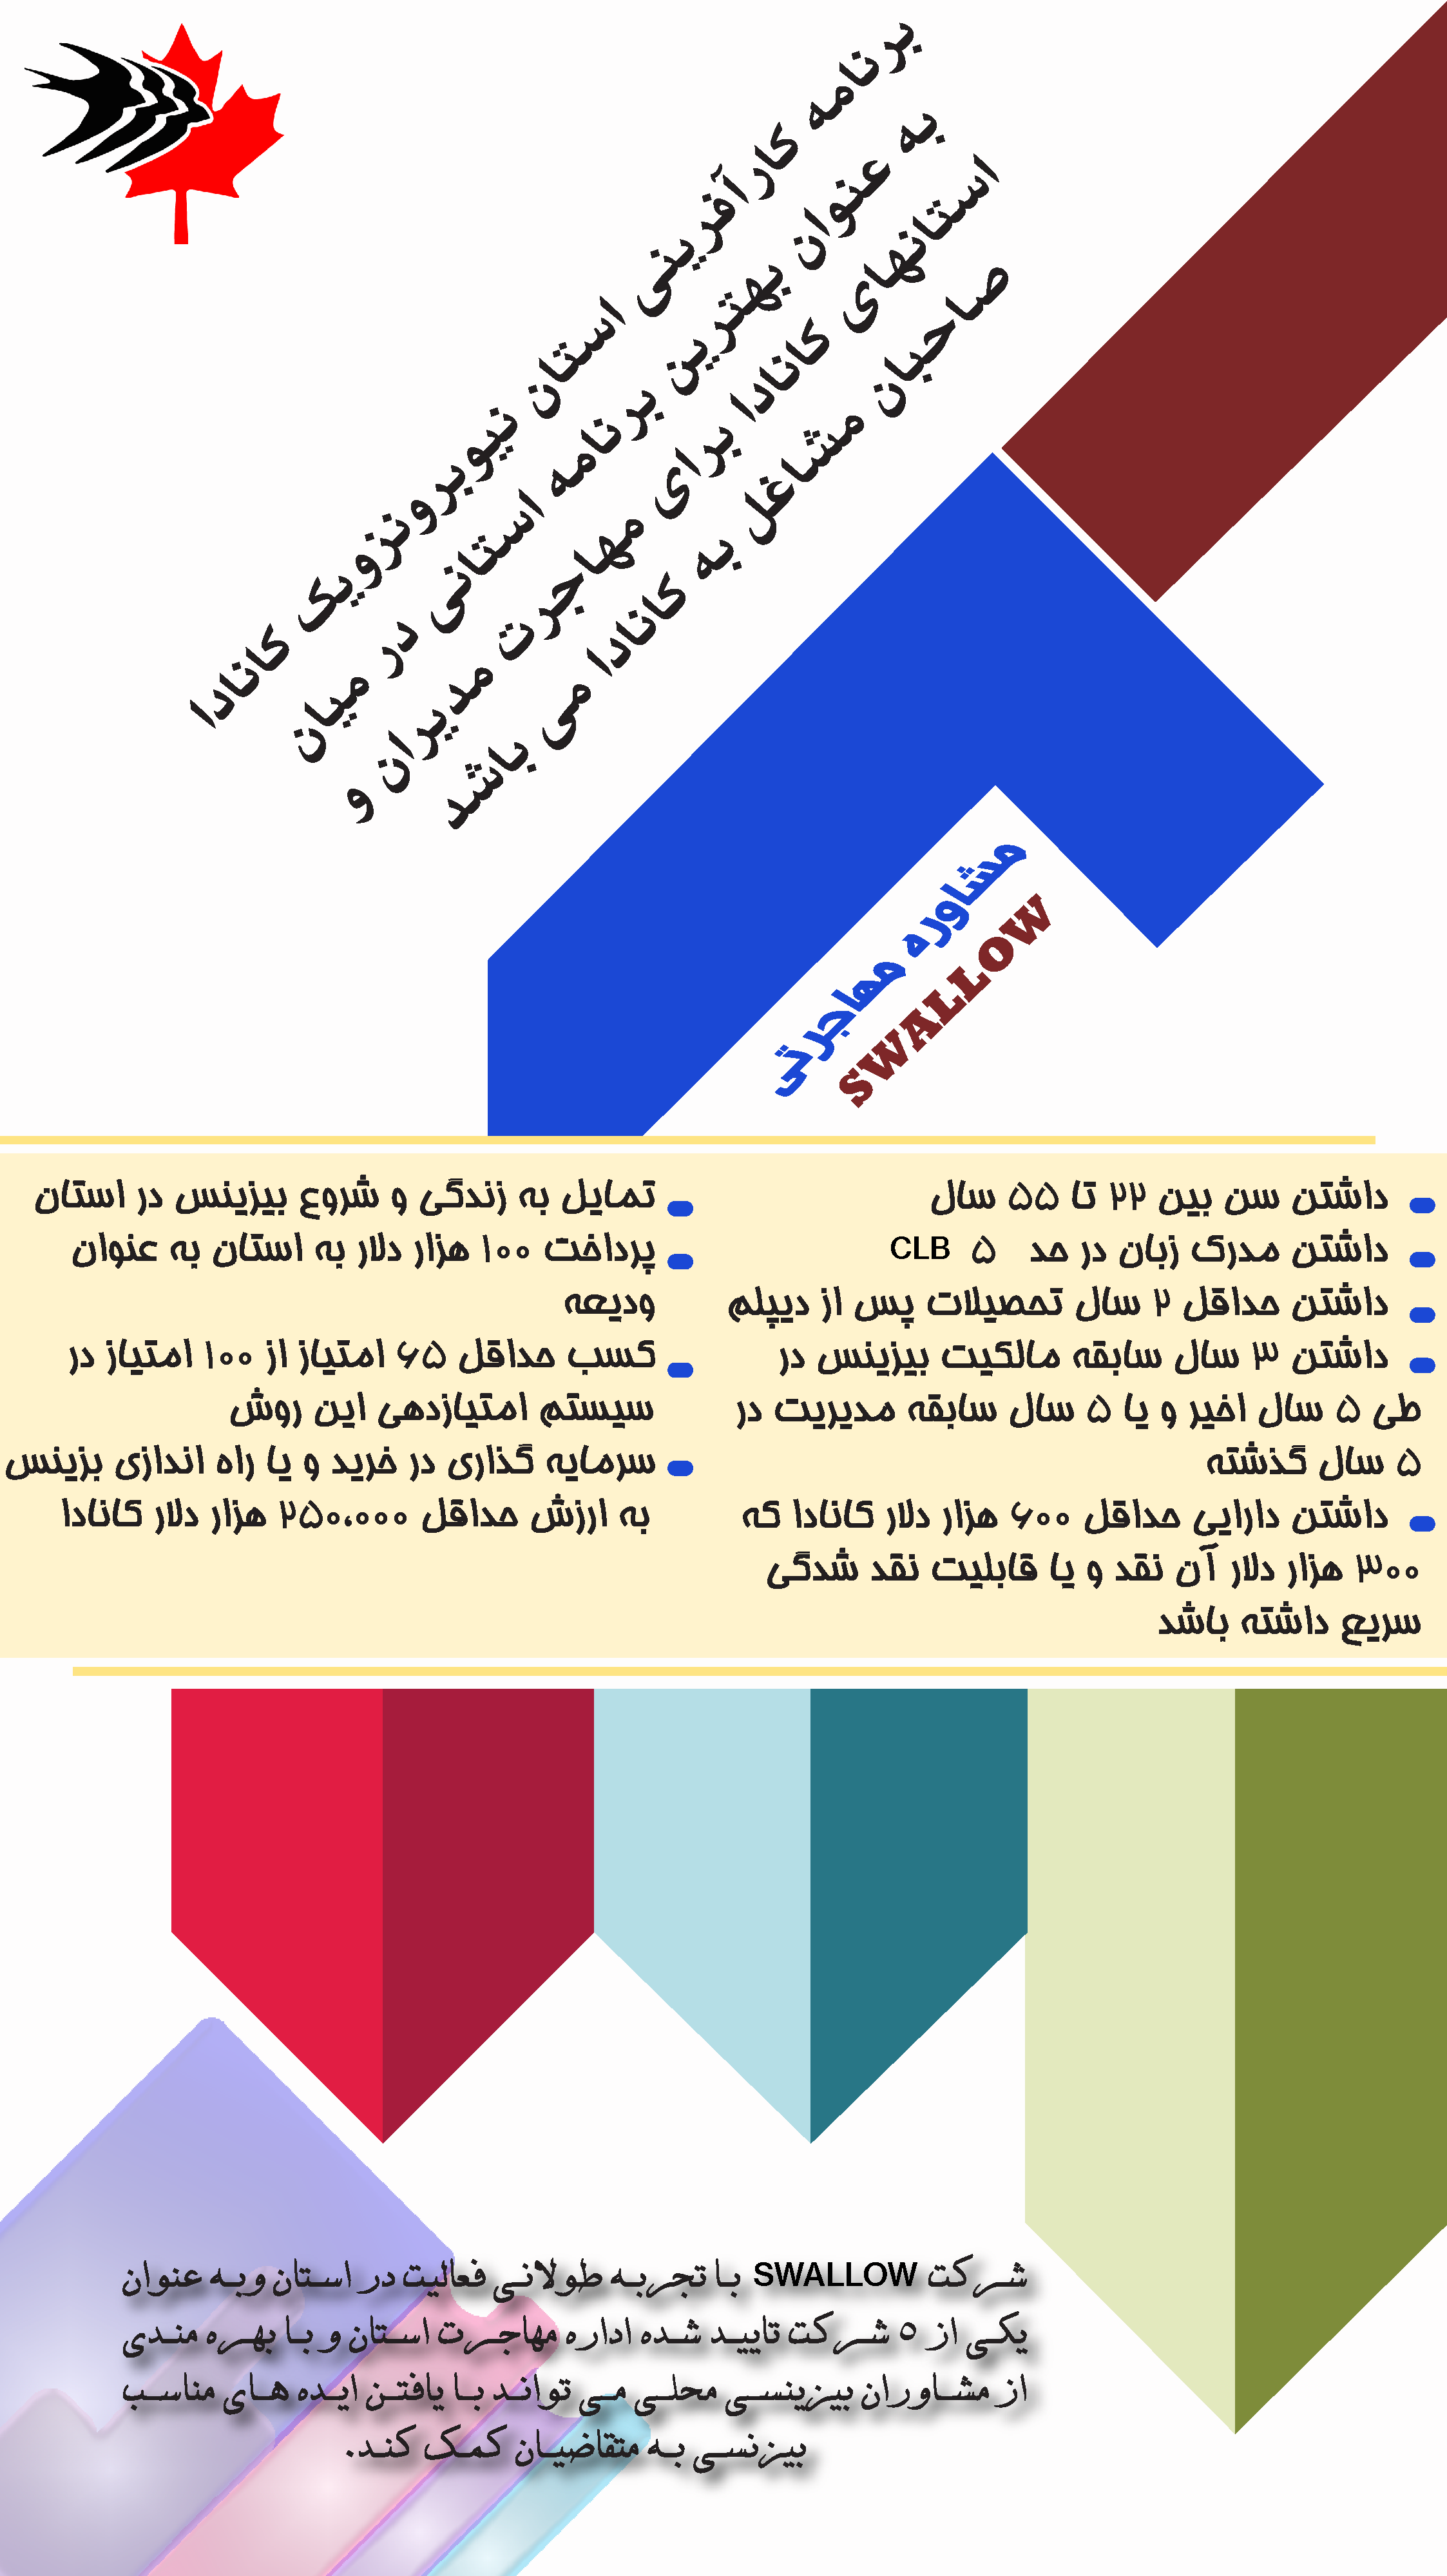 برنامه کارآفرینی استان نیوبرونزویک کانادا
به عنوان بهترین برنامه استانی در میان
استانهای کانادا برای مهاجرت مدیران و
صاحبان مشاغل به کانادا می باشد
مشاوره مهاجرتی
SWALLOW
داشتن سن بین ۲۲ تا ۵۵ سال
داشتن مدرک زبان در حد ۵ CLB
داشتن حداقل ۲ سال تحصیلات پس از دیپلم
داشتن ۳ سال سابقه مالکیت بیزینس در
طی ۵ سال اخیر و یا ۵ سال سابقه مدیریت در
۵ سال گذشته
داشتن دارایی حداقل ۶۰۰ هزار دلار کانادا که
۳۰۰ هزار دلار آن نقد و یا قابلیت نقد شدگی
سریع داشته باشد
تمایل به زندگی و شروع بیزینس در استان
پرداخت ۱۰۰ هزار دلار به استان به عنوان
ودیعه
کسب حداقل ۶۵ امتیاز از ۱۰۰ امتیاز در
سیستم امتیازدهی این روش
سرمایه گذاری در خرید و یا راه اندازی بزینس
به ارزش حداقل ۲۵۰،۰۰۰ هزار دلار کانادا
شرکت SWALLOW با تجربه طولانی فعالیت در استان وبه عنوان
یکی از ۵ شرکت تایید شده اداره مهاجرت استان و با بهره مندی
از مشاوران بیزینسی محلی می تواند با یافتن ایده های مناسب
بیزنسی به متقاضیان کمک کند.